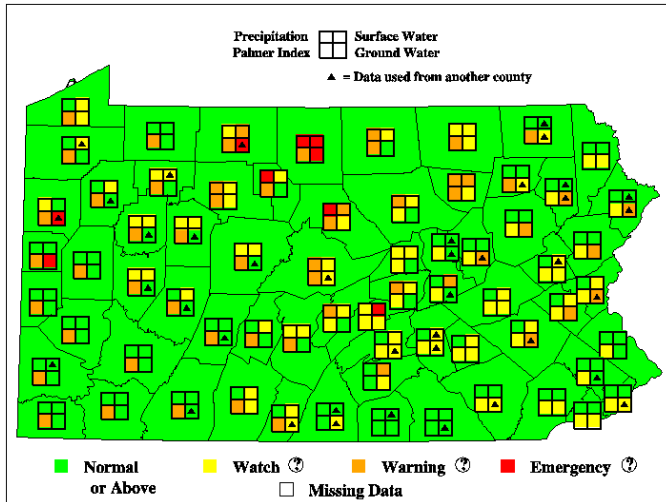 Precipitation Surface Water
Palmer Index Ground Water
▲ = Data used from another county
Normal or Above Watch ? Warning ? Emergency ?
Missing Data